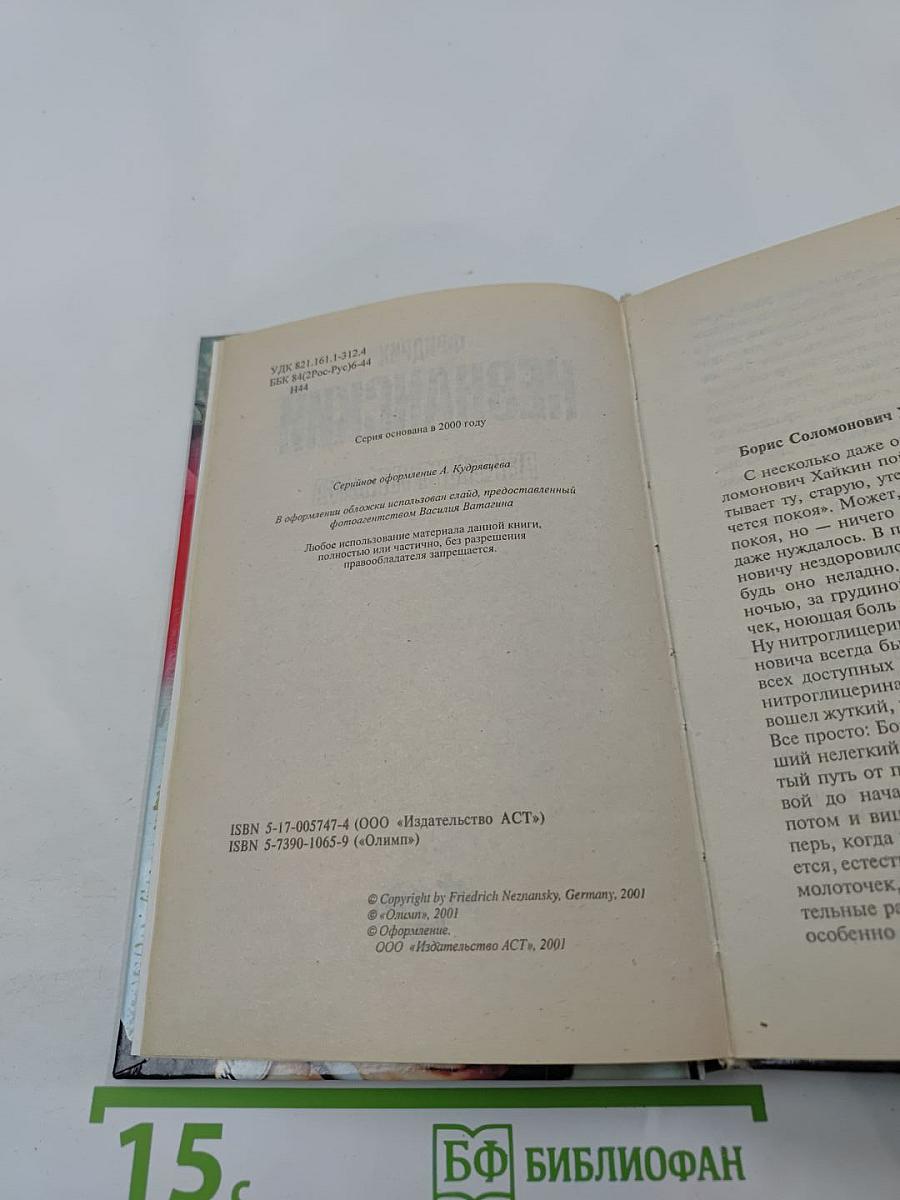 УДК 821.161.1-312.4
ББК 84(2Рос-Рус)6-44
Н44
Серия основана в 2000 году
Серийное оформление А. Кудрявцева
В оформлении обложки использован слайд, предоставленный
фотоагентством Василия Ватагина
Любое использование материала данной книги,
полностью или частично, без разрешения
правообладателя запрещается.
ISBN 5-17-005747-4 (ООО «Издательство АСТ»)
ISBN 5-7390-1065-9 («Олимп»)
© Copyright by Friedrich Neznansky, Germany, 2001
© «Олимп», 2001
© Оформление.
ООО «Издательство АСТ», 2001
Борис Соломонович
С несколько даже о
ломонович Хайкин пой
тывает ту, старую, уте
чется покоя». Может,
покоя, но — ничего
даже нуждалось. В п
новичу нездоровилос
будь оно неладно.
ночью, за грудино
чек, ноющая боль
Ну нитроглицерин
новича всегда бы
всех доступных
нитроглицерина
вошел жуткий,
Все просто: Бо
ший нелегкий
тый путь от п
вой до нача
потом и виц
перь, когда
ется, естест
молоточек,
тельные ра
особенно
15 с
БФ БИБЛИОФАН